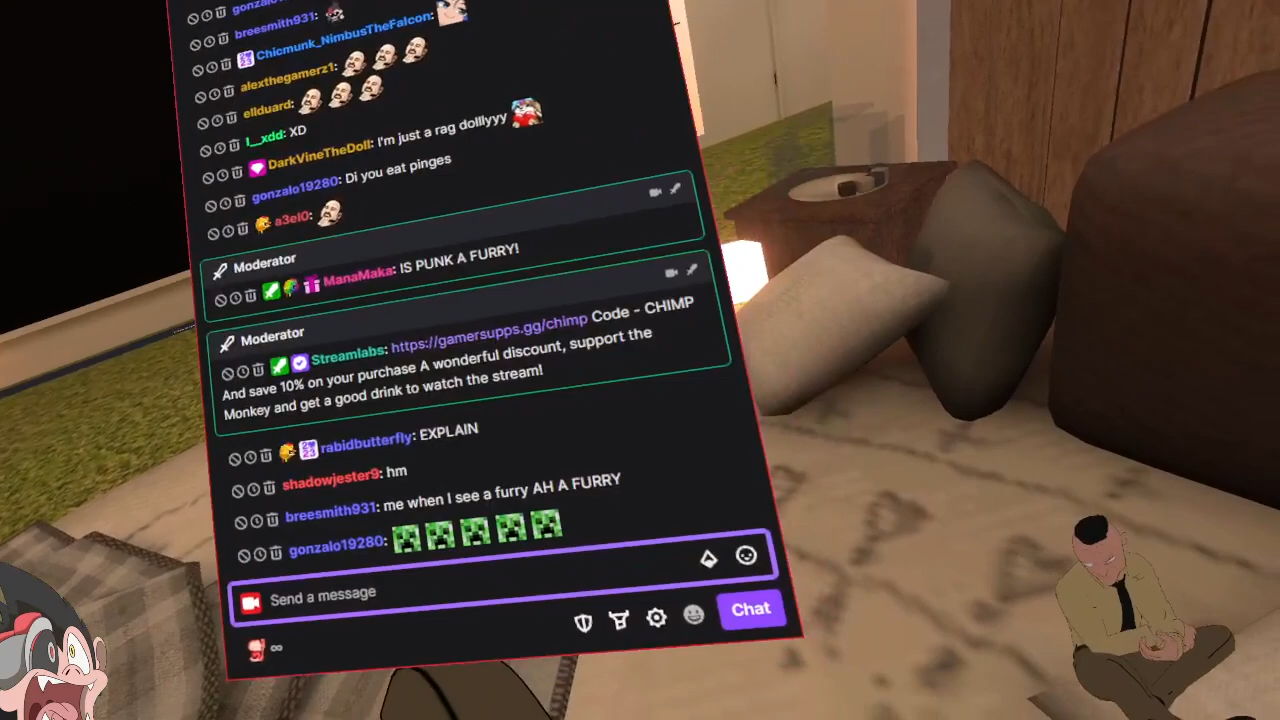 breesmith931:
Chicmunk_NimbusTheFalcon:
alexthegamerz1:
ellduard:
l__xdd: XD
DarkVineTheDoll: I'm just a rag dolllyyy
gonzalo19280: Di you eat pinges
a3el0:
Moderator
ManaMaka: IS PUNK A FURRY!
Moderator
Streamlabs: https://gamersupps.gg/chimp Code - CHIMP
And save 10% on your purchase A wonderful discount, support the
Monkey and get a good drink to watch the stream!
rabidbutterfly: EXPLAIN
shadowjester9: hm
breesmith931: me when I see a furry AH A FURRY
gonzalo19280:
Send a message
∞
Chat